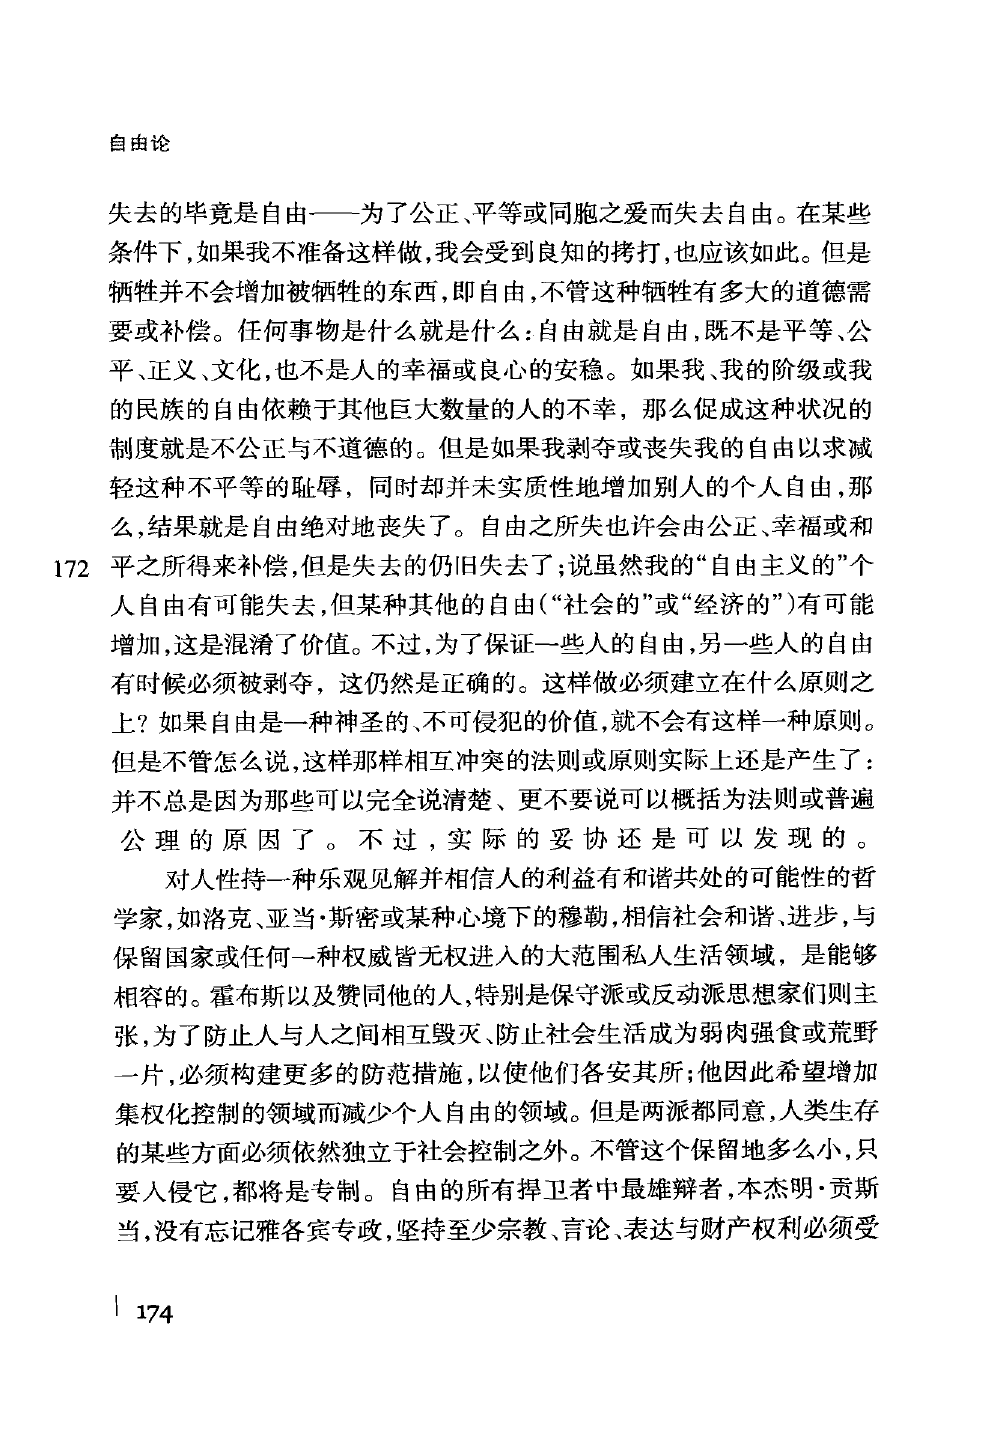 自由论
失去的毕竟是自由——为了公正、平等或同胞之爱而失去自由。在某些
条件下,如果我不准备这样做,我会受到良知的拷打,也应该如此。但是
牺牲并不会增加被牺牲的东西,即自由,不管这种牺牲有多大的道德需
要或补偿。任何事物是什么就是什么:自由就是自由,既不是平等、公
平、正义、文化,也不是人的幸福或良心的安稳。如果我、我的阶级或我
的民族的自由依赖于其他巨大数量的人的不幸,那么促成这种状况的
制度就是不公正与不道德的。但是如果我剥夺或丧失我的自由以求减
轻这种不平等的耻辱,同时却并未实质性地增加别人的个人自由,那
么,结果就是自由绝对地丧失了。自由之所失也许会由公正、幸福或和
172 平之所得来补偿,但是失去的仍旧失去了;说虽然我的“自由主义的”个
人自由有可能失去,但某种其他的自由(“社会的”或“经济的”)有可能
增加,这是混淆了价值。不过,为了保证一些人的自由,另一些人的自由
有时候必须被剥夺,这仍然是正确的。这样做必须建立在什么原则之
上?如果自由是一种神圣的、不可侵犯的价值,就不会有这样一种原则。
但是不管怎么说,这样那样相互冲突的法则或原则实际上还是产生了:
并不总是因为那些可以完全说清楚、更不要说可以概括为法则或普遍
公理的原因了。不过,实际的妥协还是可以发现的。
对人性持一种乐观见解并相信人的利益有和谐共处的可能性的哲
学家,如洛克、亚当·斯密或某种心境下的穆勒,相信社会和谐、进步,与
保留国家或任何一种权威皆无权进入的大范围私人生活领域,是能够
相容的。霍布斯以及赞同他的人,特别是保守派或反动派思想家们则主
张,为了防止人与人之间相互毁灭、防止社会生活成为弱肉强食或荒野
一片,必须构建更多的防范措施,以使他们各安其所;他因此希望增加
集权化控制的领域而减少个人自由的领域。但是两派都同意,人类生存
的某些方面必须依然独立于社会控制之外。不管这个保留地多么小,只
要入侵它,都将是专制。自由的所有捍卫者中最雄辩者,本杰明·贡斯
当,没有忘记雅各宾专政,坚持至少宗教、言论、表达与财产权利必须受
174